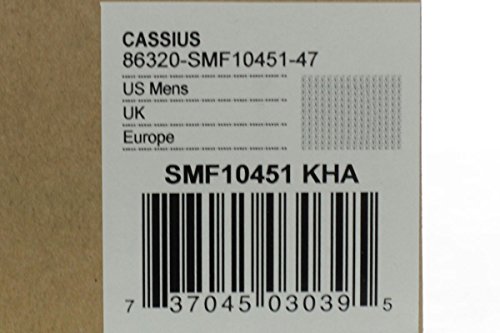 CASSIUS
86320-SMF10451-47
US Mens
UK
Europe
SMF10451 KHA
7 37045 03039 5